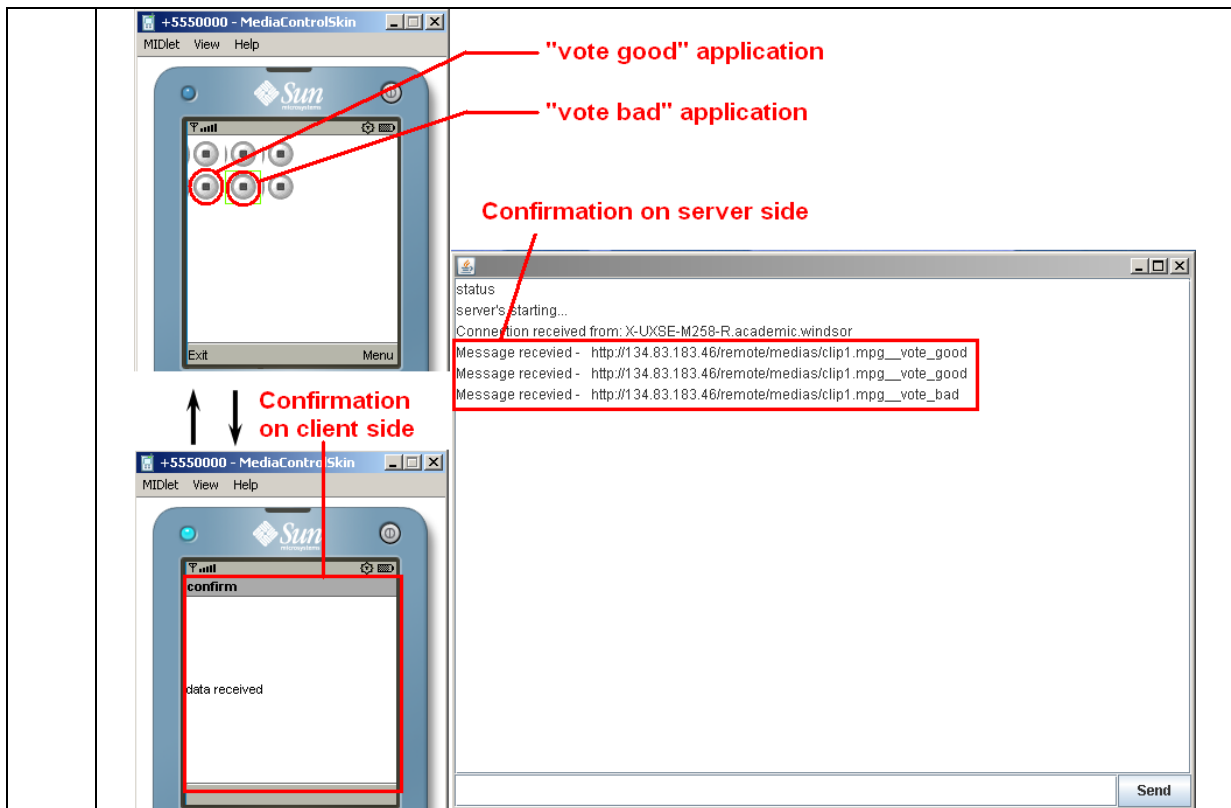 +5550000 - MediaControlSkin
MIDlet View Help
Sun
microsystems
Exit Menu
"vote good" application
"vote bad" application
Confirmation on server side
status
server's starting...
Connection received from: X-UXSE-M258-R.academic.windsor
Message recevied - http://134.83.183.46/remote/medias/clip1.mpg__vote_good
Message recevied - http://134.83.183.46/remote/medias/clip1.mpg__vote_good
Message recevied - http://134.83.183.46/remote/medias/clip1.mpg__vote_bad
Send
Confirmation
on client side
+5550000 - MediaControlSkin
MIDlet View Help
Sun
microsystems
confirm
data received